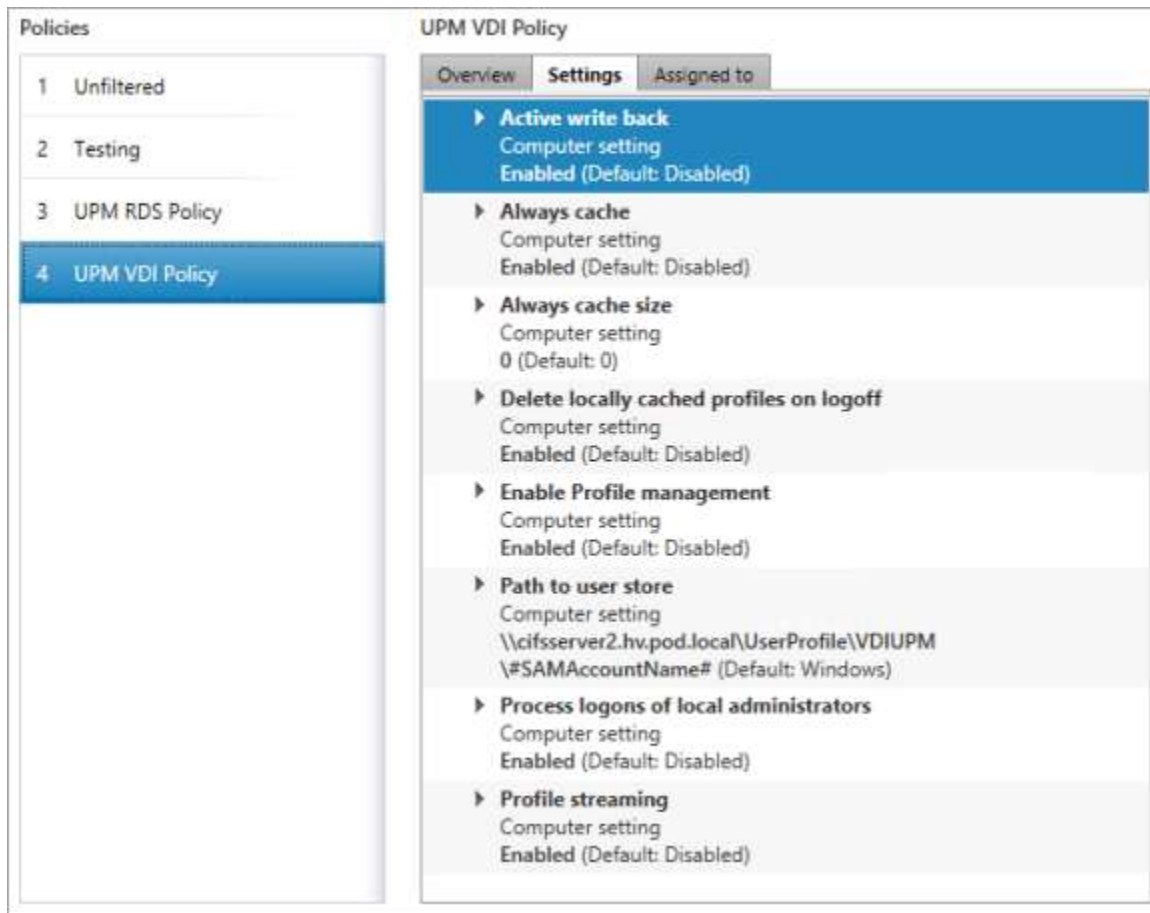 Policies
1 Unfiltered
2 Testing
3 UPM RDS Policy
4 UPM VDI Policy
UPM VDI Policy
Overview Settings Assigned to
Active write back
Computer setting
Enabled (Default: Disabled)
Always cache
Computer setting
Enabled (Default: Disabled)
Always cache size
Computer setting
0 (Default: 0)
Delete locally cached profiles on logoff
Computer setting
Enabled (Default: Disabled)
Enable Profile management
Computer setting
Enabled (Default: Disabled)
Path to user store
Computer setting
\\cifsserver2.hv.pod.local\UserProfile\VDIUPM
\#SAMAccountName# (Default: Windows)
Process logons of local administrators
Computer setting
Enabled (Default: Disabled)
Profile streaming
Computer setting
Enabled (Default: Disabled)